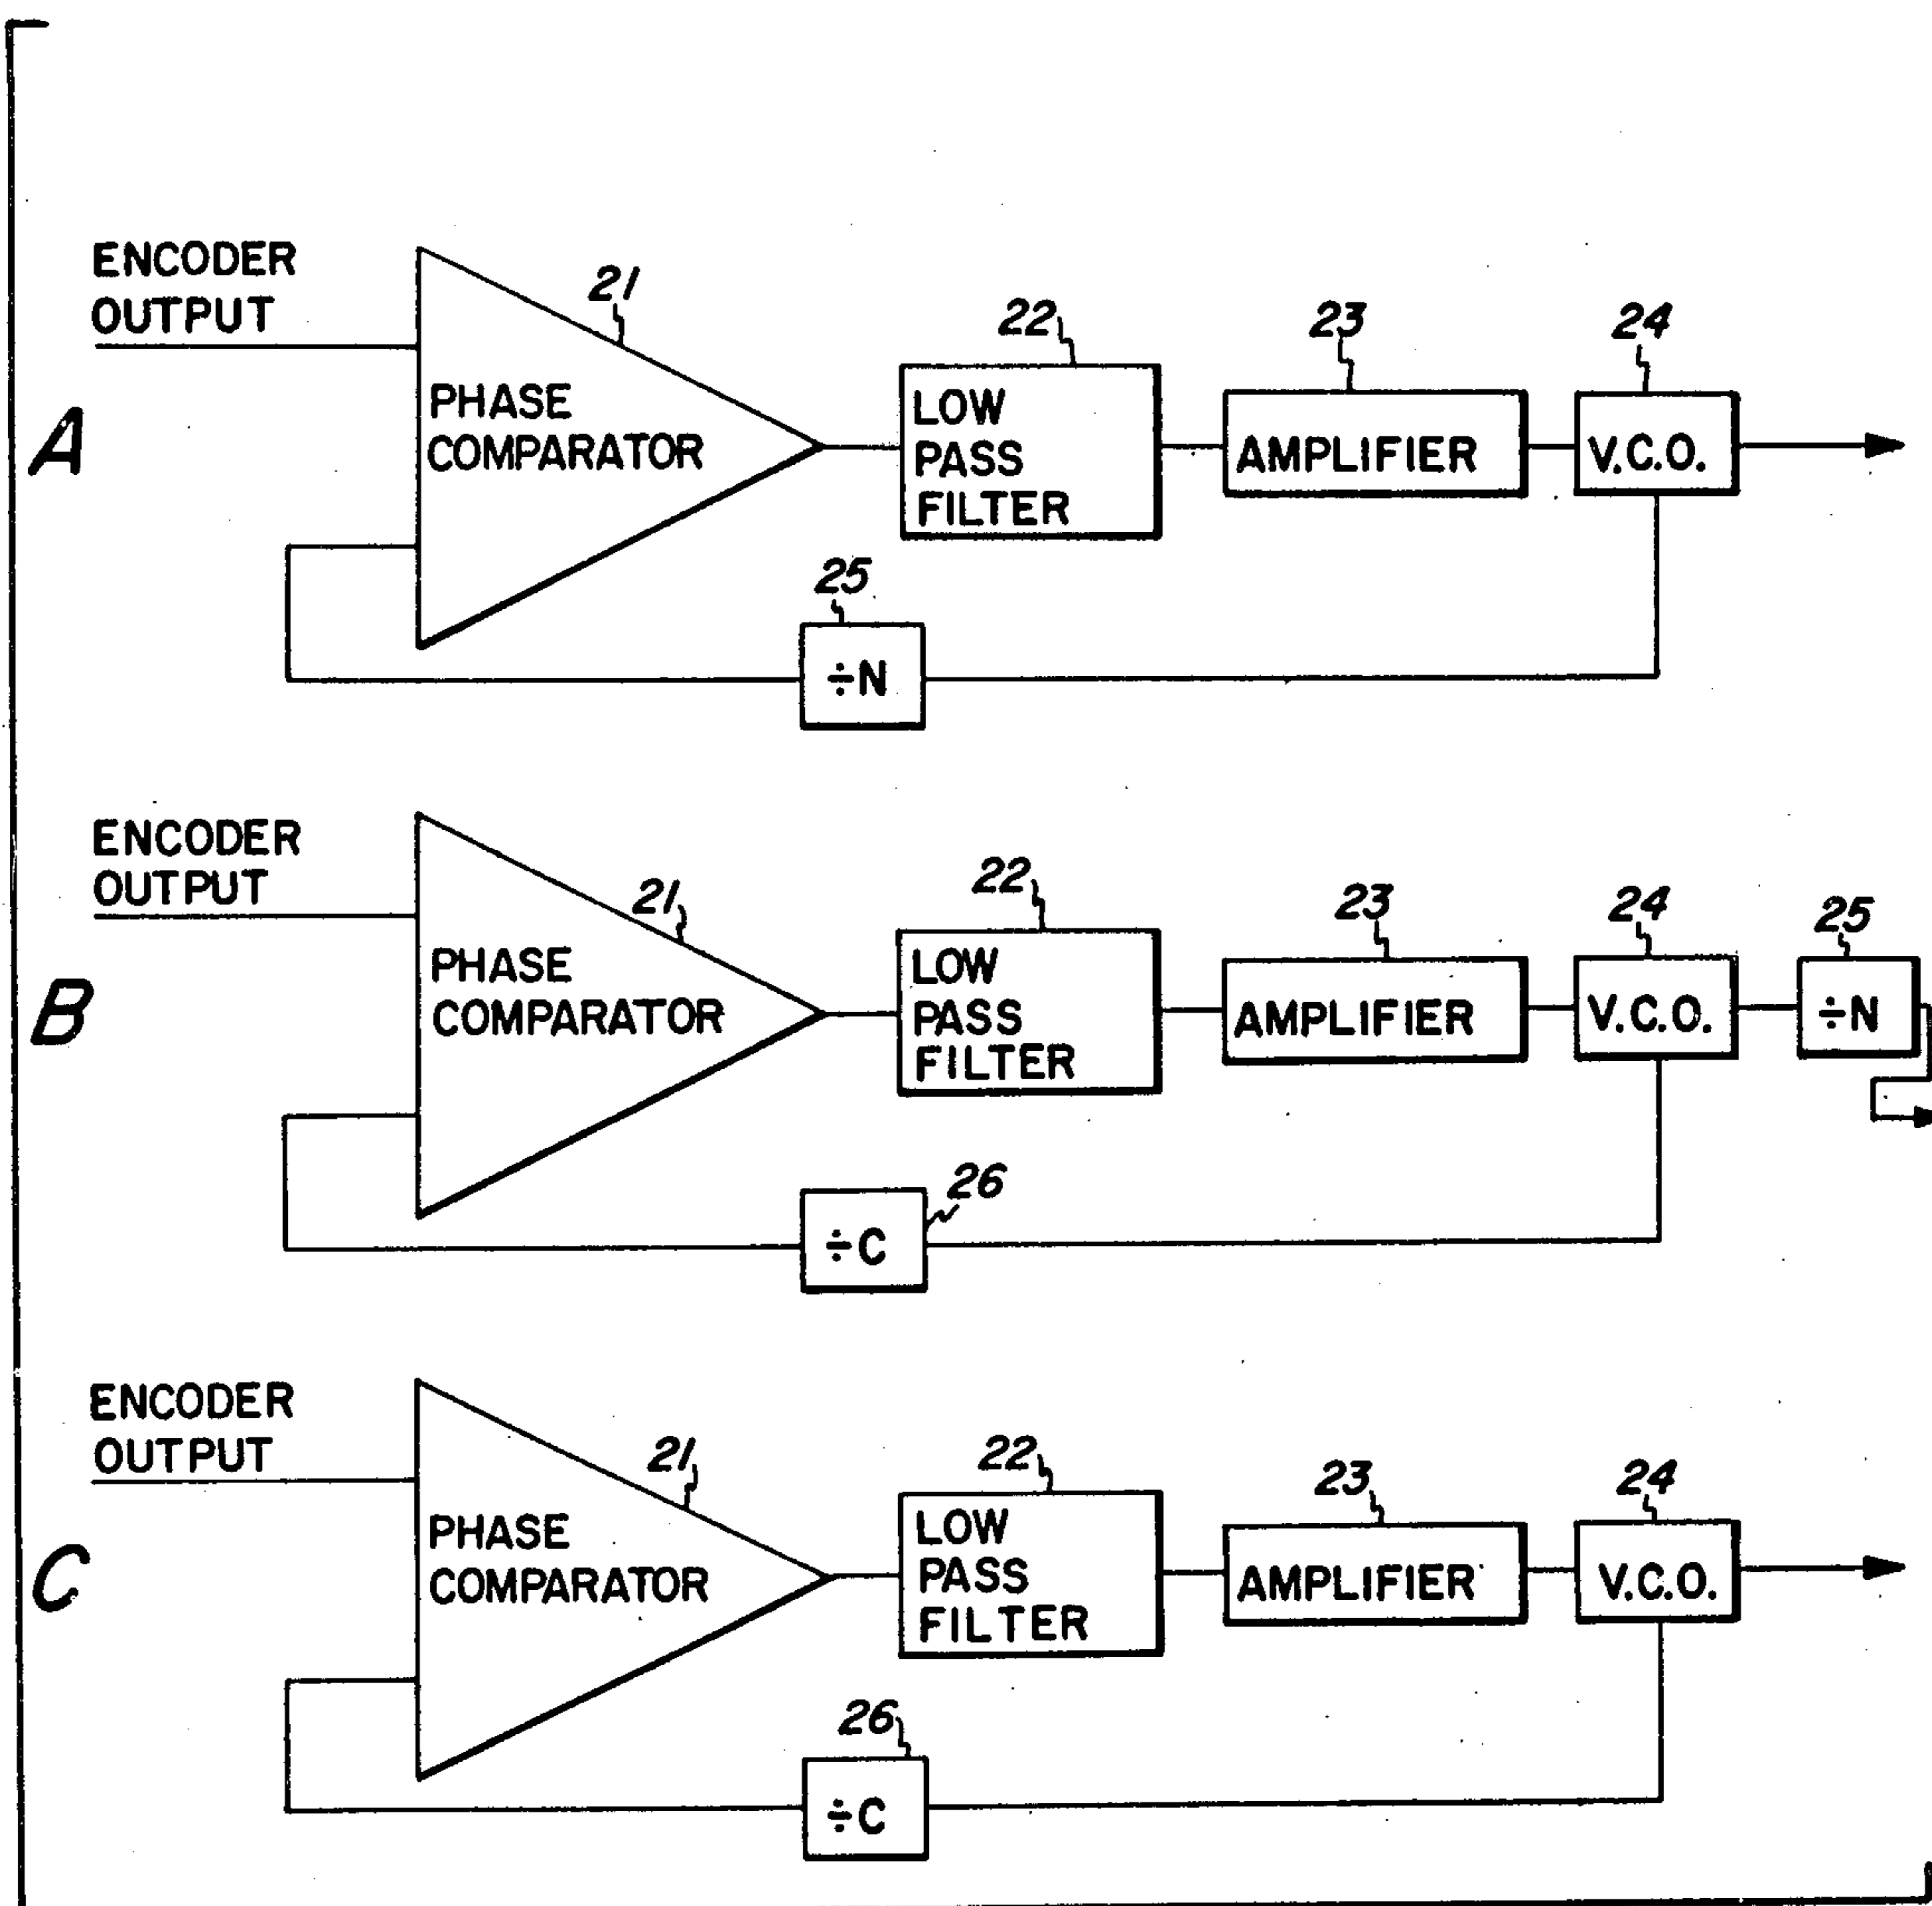 ENCODER
OUTPUT
21
22
23
24
A
PHASE
COMPARATOR
LOW
PASS
FILTER
AMPLIFIER
V.C.O.
25
÷N
ENCODER
OUTPUT
21
22
23
24
25
B
PHASE
COMPARATOR
LOW
PASS
FILTER
AMPLIFIER
V.C.O.
÷N
26
÷C
ENCODER
OUTPUT
21
22
23
24
C
PHASE
COMPARATOR
LOW
PASS
FILTER
AMPLIFIER
V.C.O.
26
÷C